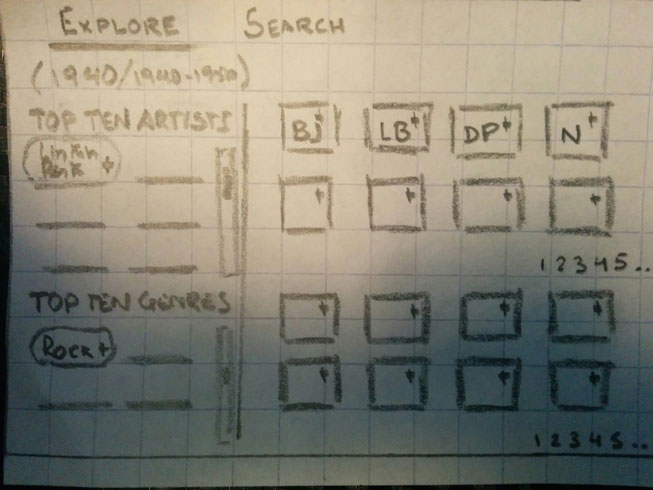 EXPLORE SEARCH
(1940/1940-1950)
TOP TEN ARTISTS
BJ+ LB+ DP+ N+
Linkin
Park +
+ + + +
1 2 3 4 5 . .
TOP TEN GENRES
+ + + +
ROCK +
+ + + +
1 2 3 4 5 . .